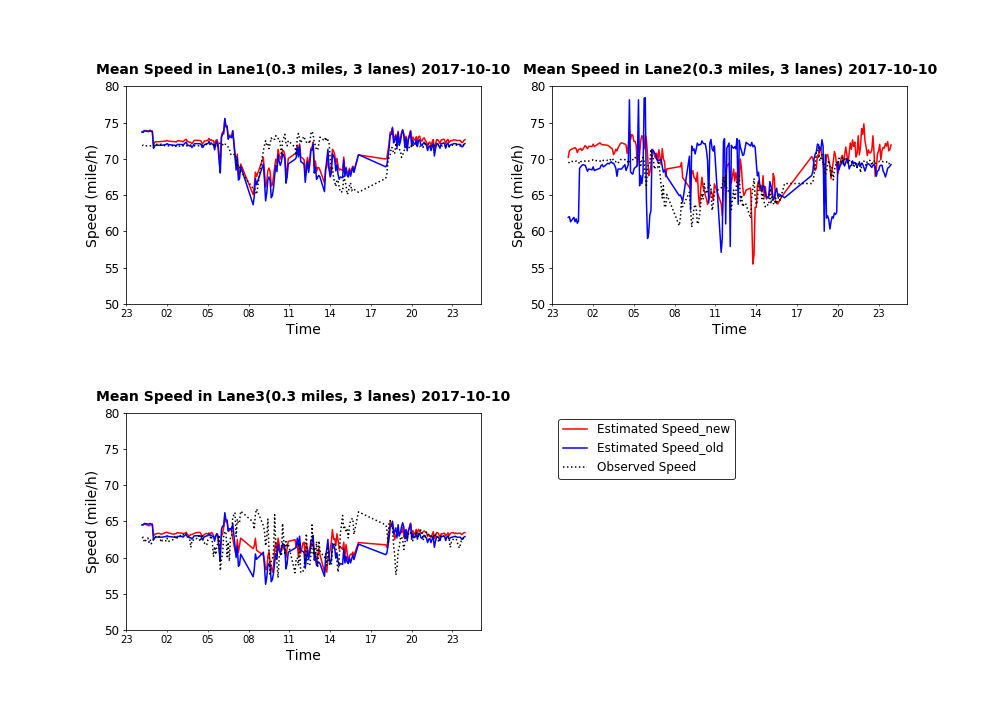 Mean Speed in Lane1(0.3 miles, 3 lanes) 2017-10-10
80
75
70
65
60
55
50
Speed (mile/h)
23 02 05 08 11 14 17 20 23
Time
Mean Speed in Lane2(0.3 miles, 3 lanes) 2017-10-10
80
75
70
65
60
55
50
Speed (mile/h)
23 02 05 08 11 14 17 20 23
Time
Mean Speed in Lane3(0.3 miles, 3 lanes) 2017-10-10
80
75
70
65
60
55
50
Speed (mile/h)
23 02 05 08 11 14 17 20 23
Time
Estimated Speed_new
Estimated Speed_old
Observed Speed